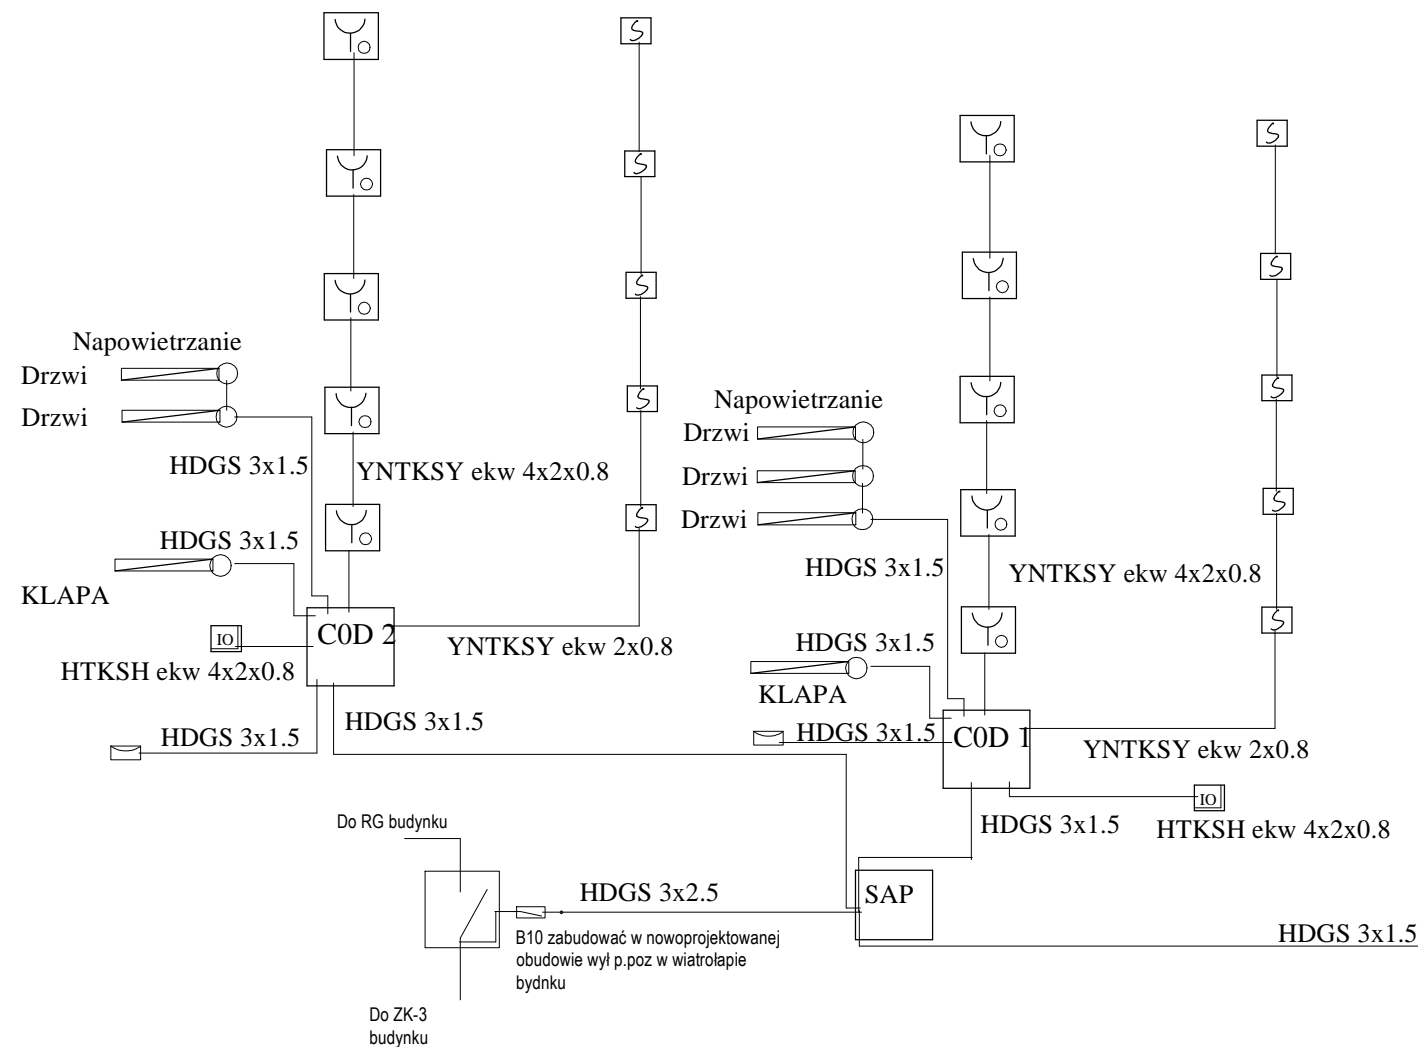 S
S
S
S
Napowietrzanie
Drzwi
S
S
Drzwi
S
Napowietrzanie
S
Drzwi
HDGS 3x1.5
YNTKSY ekw 4x2x0.8
Drzwi
S
S
Drzwi
HDGS 3x1.5
HDGS 3x1.5
YNTKSY ekw 4x2x0.8
KLAPA
S
C0D 2
IO
YNTKSY ekw 2x0.8
HDGS 3x1.5
HTKSH ekw 4x2x0.8
KLAPA
HDGS 3x1.5
HDGS 3x1.5
HDGS 3x1.5
C0D 1
YNTKSY ekw 2x0.8
IO
Do RG budynku
HDGS 3x1.5
HTKSH ekw 4x2x0.8
HDGS 3x2.5
SAP
B10 zabudować w nowoprojektowanej
obudowie wył p.poz w wiatrołapie
bydnku
HDGS 3x1.5
Do ZK-3
budynku